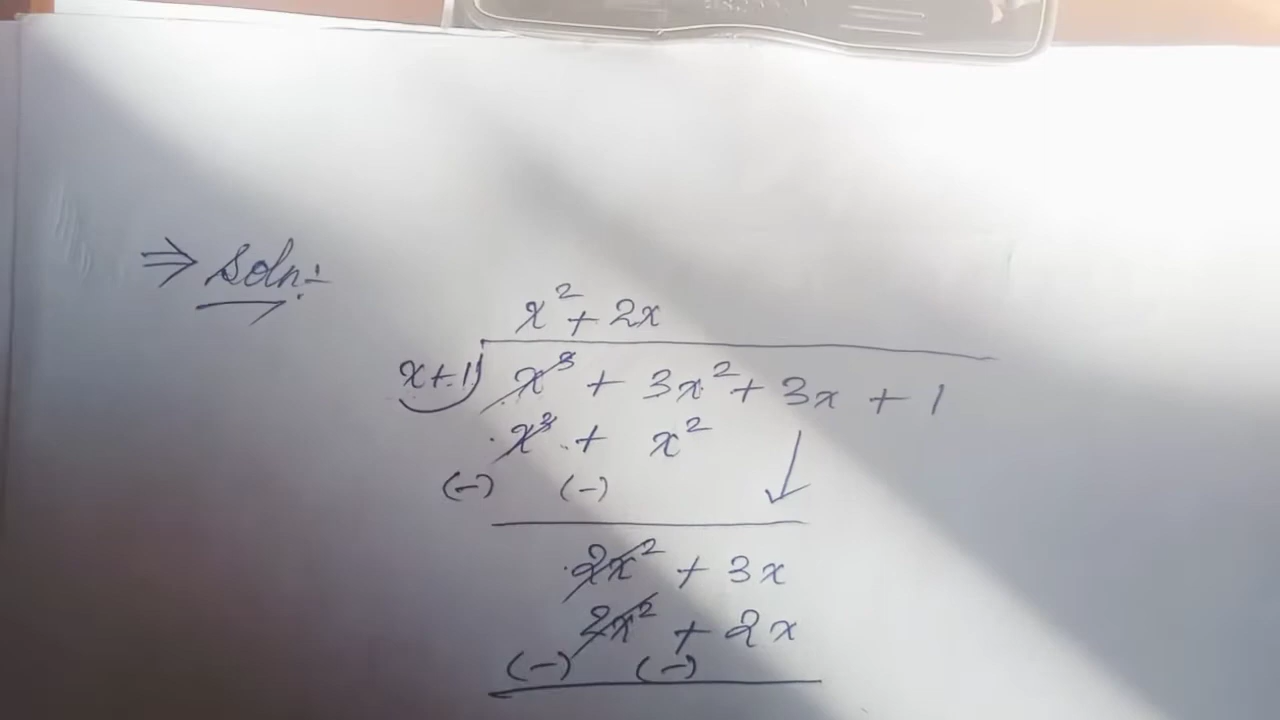 ⇒ Soln:-
x² + 2x
x+1) x³ + 3x² + 3x + 1
x³ + x²
(-) (-)
2x² + 3x
2x² + 2x
(-) (-)